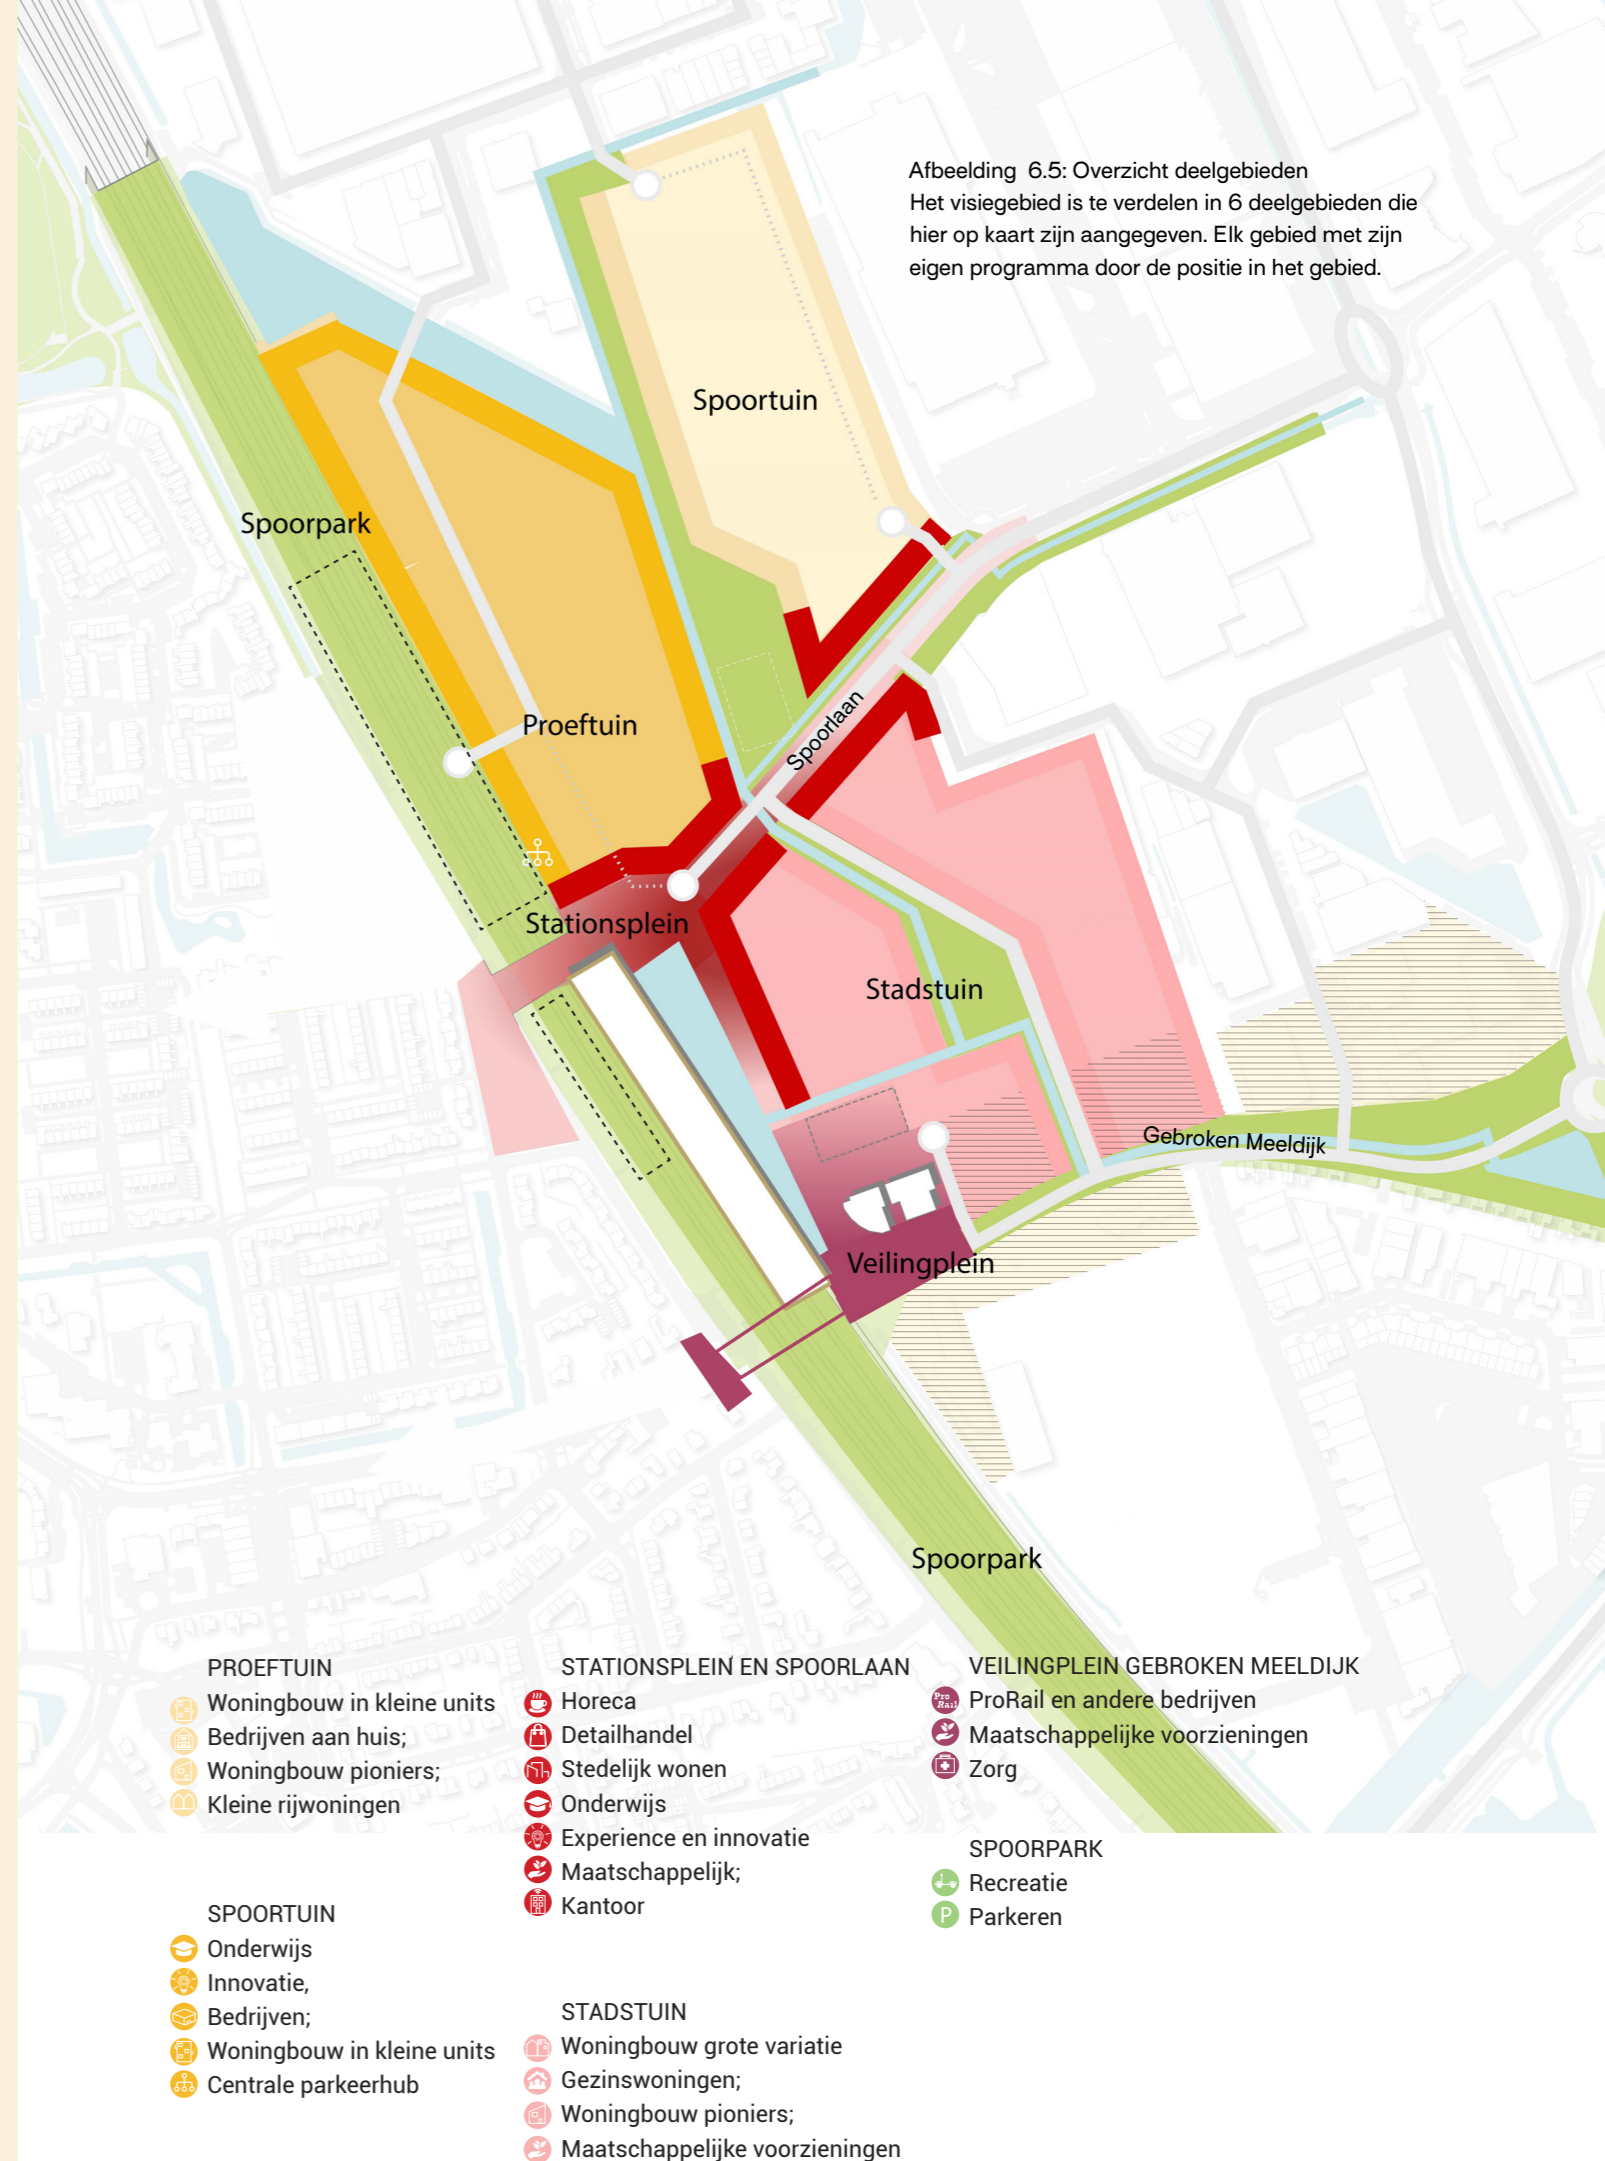 Afbeelding 6.5: Overzicht deelgebieden
Het visiegebied is te verdelen in 6 deelgebieden die
hier op kaart zijn aangegeven. Elk gebied met zijn
eigen programma door de positie in het gebied.
Spoortuin
Spoorpark
Proeftuin
Spoorlaan
Stationsplein
Stadstuin
Gebroken Meeldijk
Veilingplein
Spoorpark
PROEFTUIN
Woningbouw in kleine units
Bedrijven aan huis;
Woningbouw pioniers;
Kleine rijwoningen
SPOORTUIN
Onderwijs
Innovatie,
Bedrijven;
Woningbouw in kleine units
Centrale parkeerhub
STATIONSPLEIN EN SPOORLAAN
Horeca
Detailhandel
Stedelijk wonen
Onderwijs
Experience en innovatie
Maatschappelijk;
Kantoor
STADSTUIN
Woningbouw grote variatie
Gezinswoningen;
Woningbouw pioniers;
Maatschappelijke voorzieningen
VEILINGPLEIN GEBROKEN MEELDIJK
Pro
Rail
ProRail en andere bedrijven
Maatschappelijke voorzieningen
Zorg
SPOORPARK
Recreatie
P Parkeren